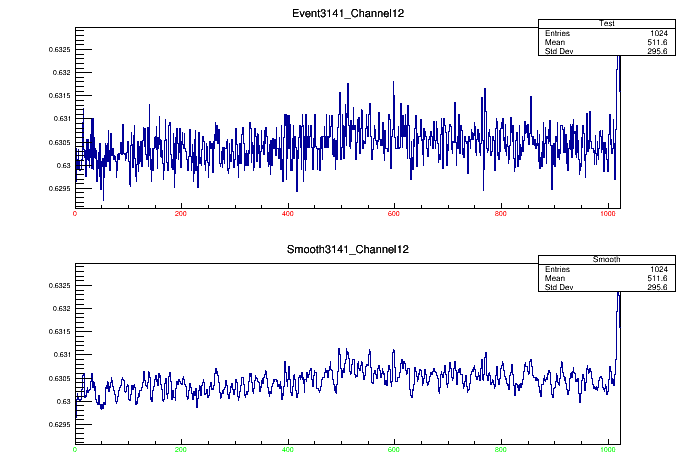 Event3141_Channel12
Test
Entries 1024
Mean 511.6
Std Dev 295.6
0.6325
0.632
0.6315
0.631
0.6305
0.63
0.6295
0 200 400 600 800 1000
Smooth3141_Channel12
Smooth
Entries 1024
Mean 511.6
Std Dev 295.6
0.6325
0.632
0.6315
0.631
0.6305
0.63
0.6295
0 200 400 600 800 1000